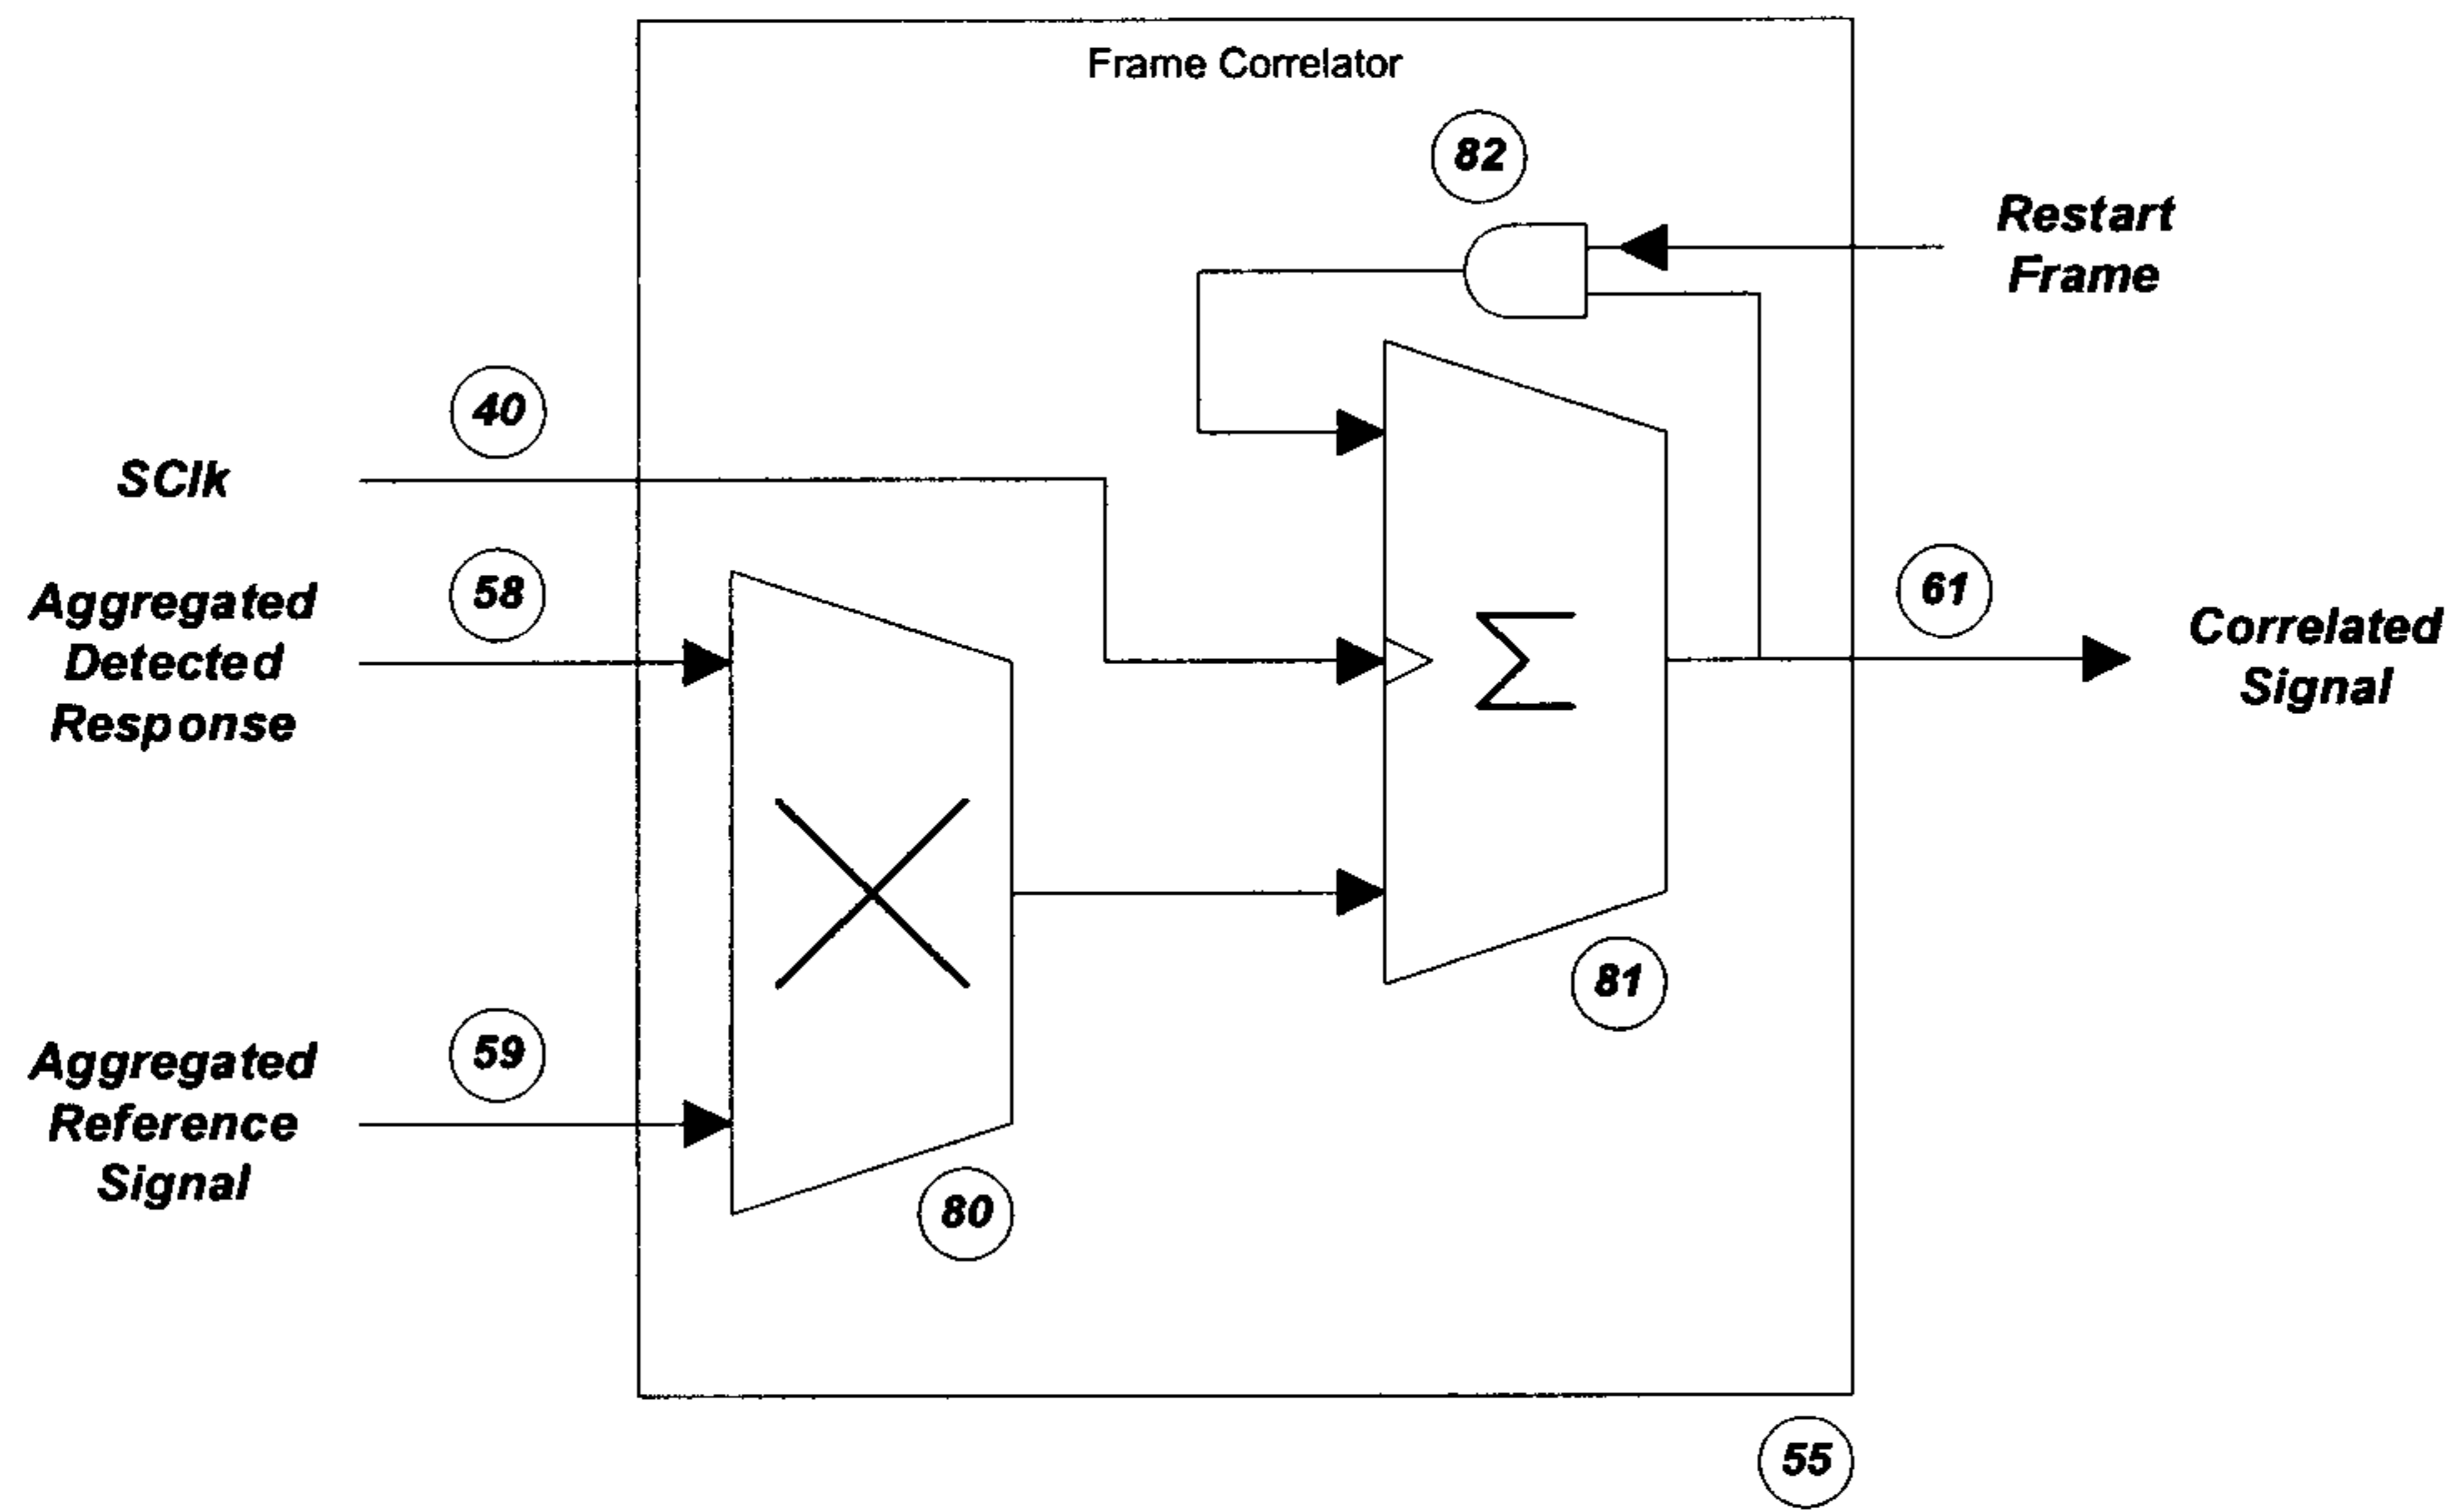 Frame Correlator
82
Restart
Frame
40
SClk
58
Aggregated
Detected
Response
61
Correlated
Signal
Σ
81
59
Aggregated
Reference
Signal
80
55